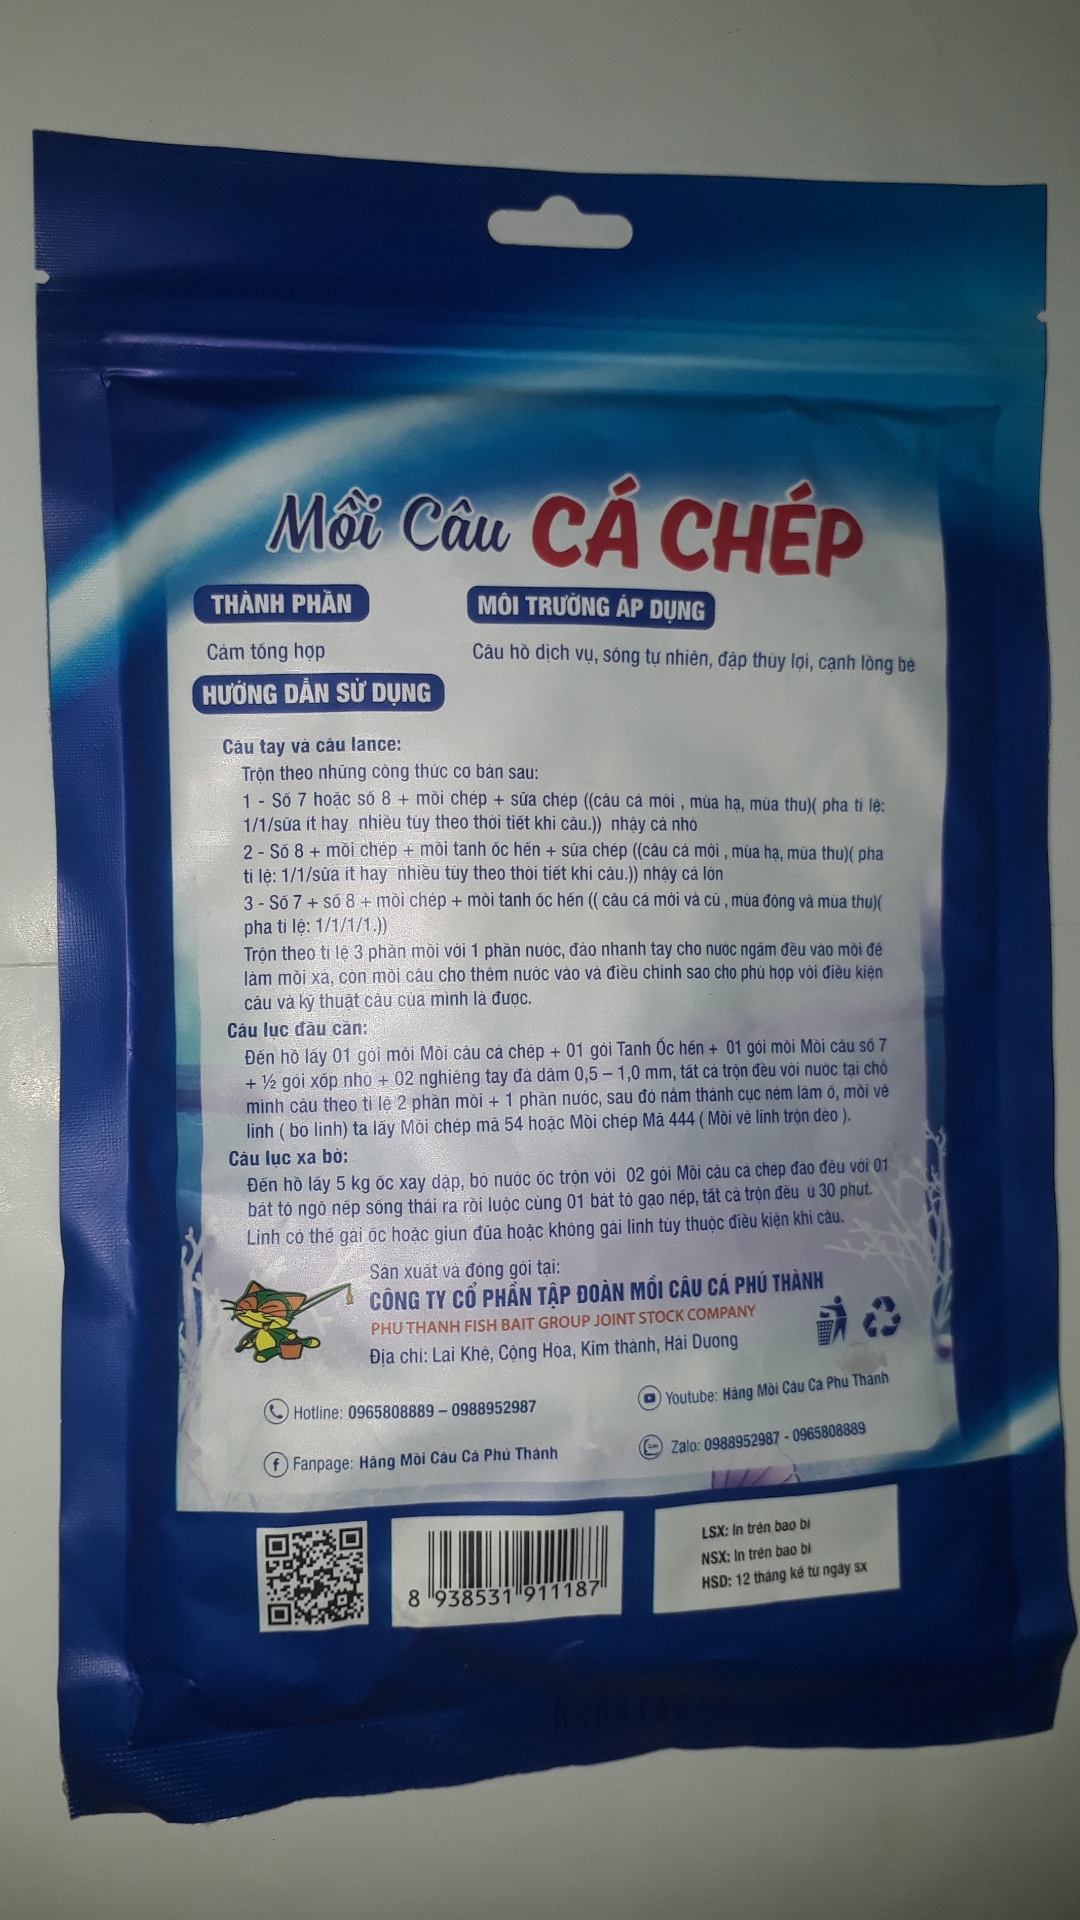 Mồi Câu CÁ CHÉP
THÀNH PHẦN
MÔI TRƯỜNG ÁP DỤNG
Cám tổng hợp
Câu hồ dịch vụ, sông tự nhiên, đập thủy lợi, cạnh lồng bè
HƯỚNG DẪN SỬ DỤNG
Câu tay và câu lance:
Trộn theo những công thức cơ bản sau:
1 - Số 7 hoặc số 8 + mồi chép + sữa chép ((câu cá mới , mùa hạ, mùa thu)( pha tỉ lệ:
1/1/sữa ít hay nhiều tùy theo thời tiết khi câu.)) nhậy cá nhỏ
2 - Số 8 + mồi chép + mồi tanh ốc hến + sữa chép ((câu cá mới , mùa hạ, mùa thu)( pha
tỉ lệ: 1/1/sữa ít hay nhiều tùy theo thời tiết khi câu.)) nhậy cá lớn
3 - Số 7 + số 8 + mồi chép + mồi tanh ốc hến (( câu cá mới và cũ , mùa đông và mùa thu)(
pha tỉ lệ: 1/1/1/1.))
Trộn theo tỉ lệ 3 phần mồi với 1 phần nước, đảo nhanh tay cho nước ngấm đều vào mồi để
làm mồi xả, còn mồi câu cho thêm nước vào và điều chỉnh sao cho phù hợp với điều kiện
câu và kỹ thuật câu của mình là được.
Câu lục đầu cần:
Đến hồ lấy 01 gói mồi Mồi câu cá chép + 01 gói Tanh Ốc hến + 01 gói mồi Mồi câu số 7
+ ½ gói xốp nhỏ + 02 nghiêng tay đá dăm 0,5 – 1,0 mm, tất cả trộn đều với nước tại chỗ
mình câu theo tỉ lệ 2 phần mồi + 1 phần nước, sau đó nắm thành cục ném làm ổ, mồi vê
linh ( bo linh) ta lấy Mồi chép mã 54 hoặc Mồi chép Mã 444 ( Mồi vê linh trộn dẻo ).
Câu lục xa bờ:
Đến hồ lấy 5 kg ốc xay dập, bỏ nước ốc trộn với 02 gói Mồi câu cá chép đảo đều với 01
bát tô ngô nếp sống thái ra rồi luộc cùng 01 bát tô gạo nếp, tất cả trộn đều ủ 30 phút.
Linh có thể gài ốc hoặc giun đũa hoặc không gài linh tùy thuộc điều kiện khi câu.
Sản xuất và đóng gói tại:
CÔNG TY CỔ PHẦN TẬP ĐOÀN MỒI CÂU CÁ PHÚ THÀNH
PHU THANH FISH BAIT GROUP JOINT STOCK COMPANY
Địa chỉ: Lai Khê, Cộng Hòa, Kim thành, Hải Dương
Hotline: 0965808889 – 0988952987
Youtube: Hãng Mồi Câu Cá Phú Thành
Fanpage: Hãng Mồi Câu Cá Phú Thành
Zalo: 0988952987 - 0965808889
8 938531 911187
LSX: In trên bao bì
NSX: In trên bao bì
HSD: 12 tháng kể từ ngày sx